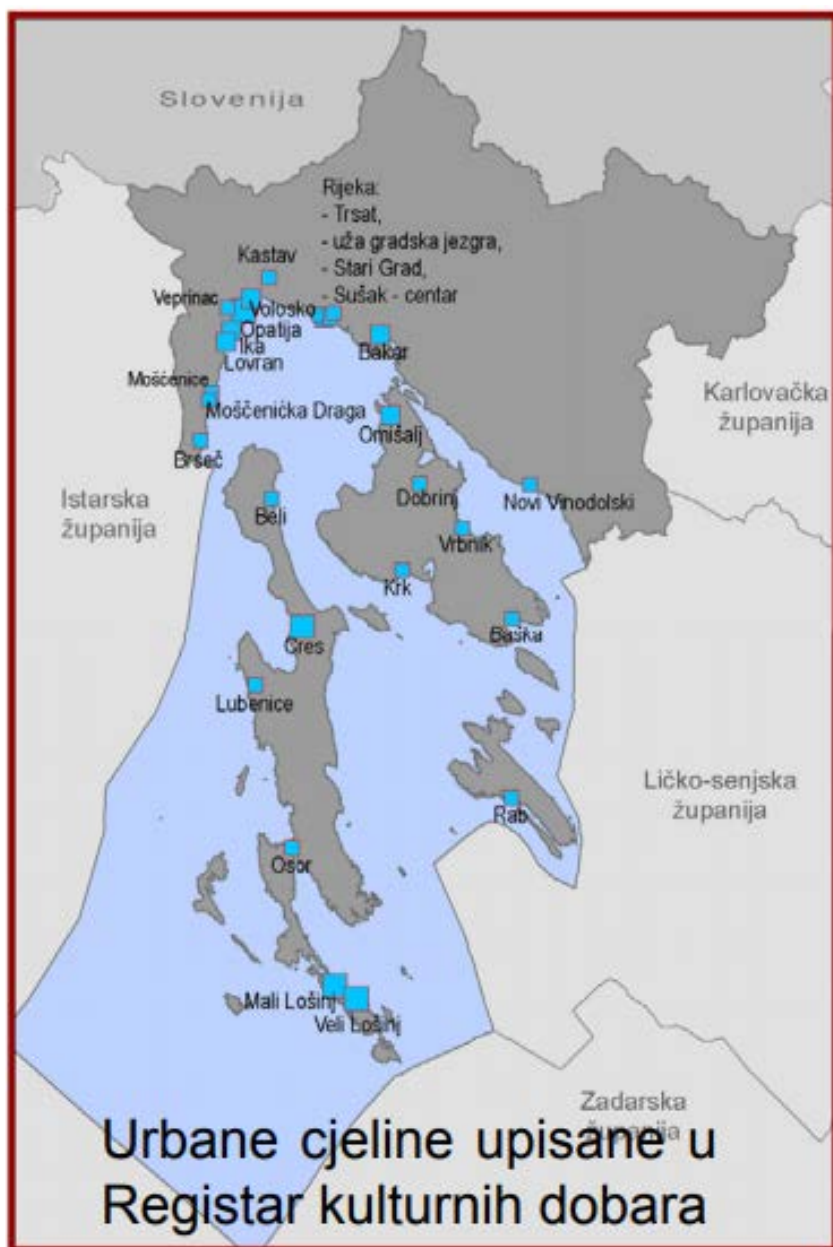 Slovenija
Rijeka:
- Trsat,
- uža gradska jezgra,
- Stari Grad,
- Sušak - centar
Kastav
Veprinac
Volosko
Opatija
Ika
Lovran
Bakar
Mošćenice
Mošćenička Draga
Omišalj
Karlovačka
županija
Brseč
Istarska
županija
Beli
Dobrinj
Novi Vinodolski
Vrbnik
Krk
Baška
Cres
Lubenice
Ličko-senjska
županija
Rab
Osor
Mali Lošinj
Veli Lošinj
Zadarska
županija
Urbane cjeline upisane u
Registar kulturnih dobara